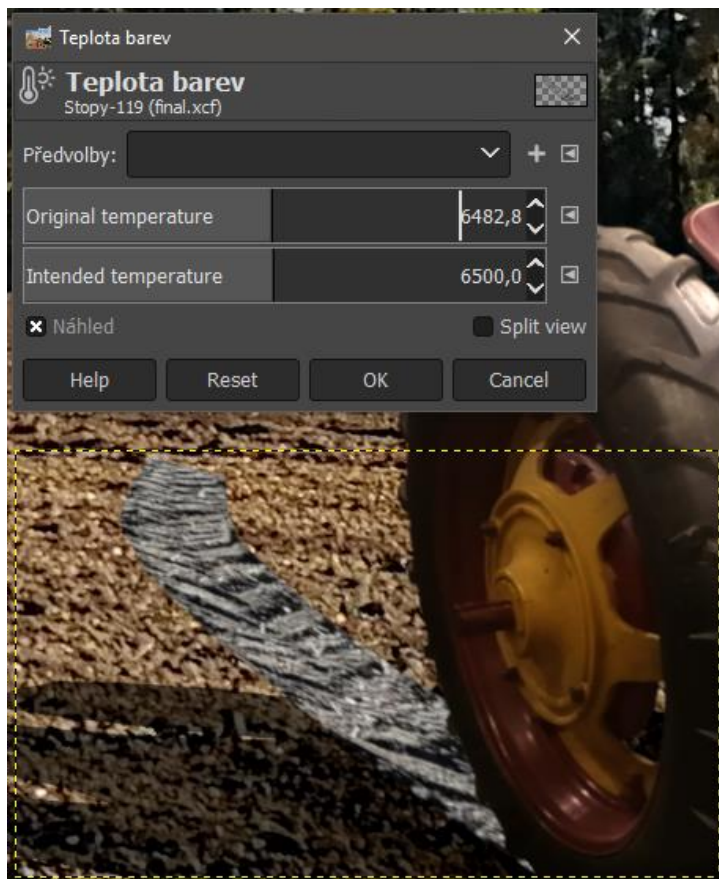 Teplota barev
Teplota barev
Stopy-119 (final.xcf)
Předvolby:
Original temperature 6482,8
Intended temperature 6500,0
Náhled Split view
Help Reset OK Cancel